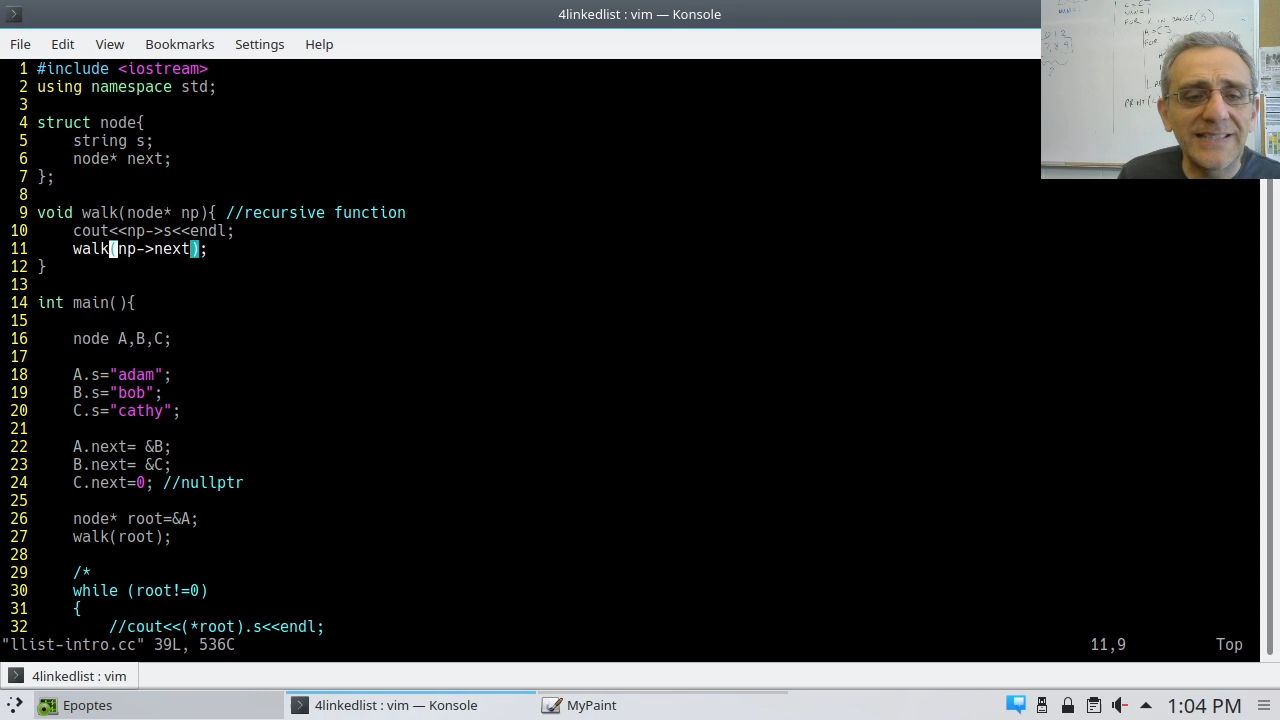 4linkedlist : vim — Konsole
File Edit View Bookmarks Settings Help
1 #include <iostream>
2 using namespace std;
3
4 struct node{
5 string s;
6 node* next;
7 };
8
9 void walk(node* np){ //recursive function
10 cout<<np->s<<endl;
11 walk(np->next);
12 }
13
14 int main(){
15
16 node A,B,C;
17
18 A.s="adam";
19 B.s="bob";
20 C.s="cathy";
21
22 A.next= &B;
23 B.next= &C;
24 C.next=0; //nullptr
25
26 node* root=&A;
27 walk(root);
28
29 /*
30 while (root!=0)
31 {
32 //cout<<(*root).s<<endl;
"llist-intro.cc" 39L, 536C 11,9 Top
4linkedlist : vim
Epoptes 4linkedlist : vim — Konsole MyPaint 1:04 PM